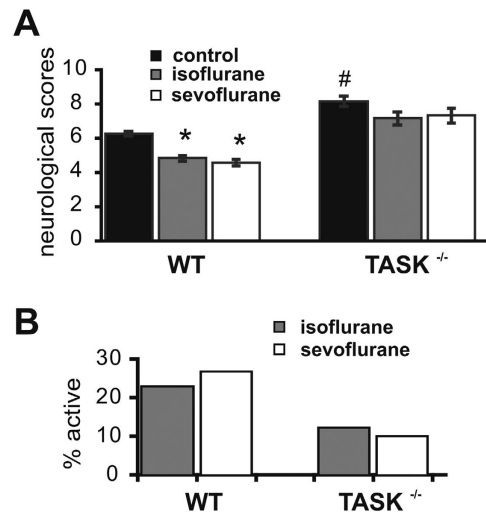 A
control
isoflurane
sevoflurane
neurological scores
10
8
6
4
2
0
* *
#
WT TASK -/-
B
isoflurane
sevoflurane
% active
30
20
10
0
WT TASK -/-